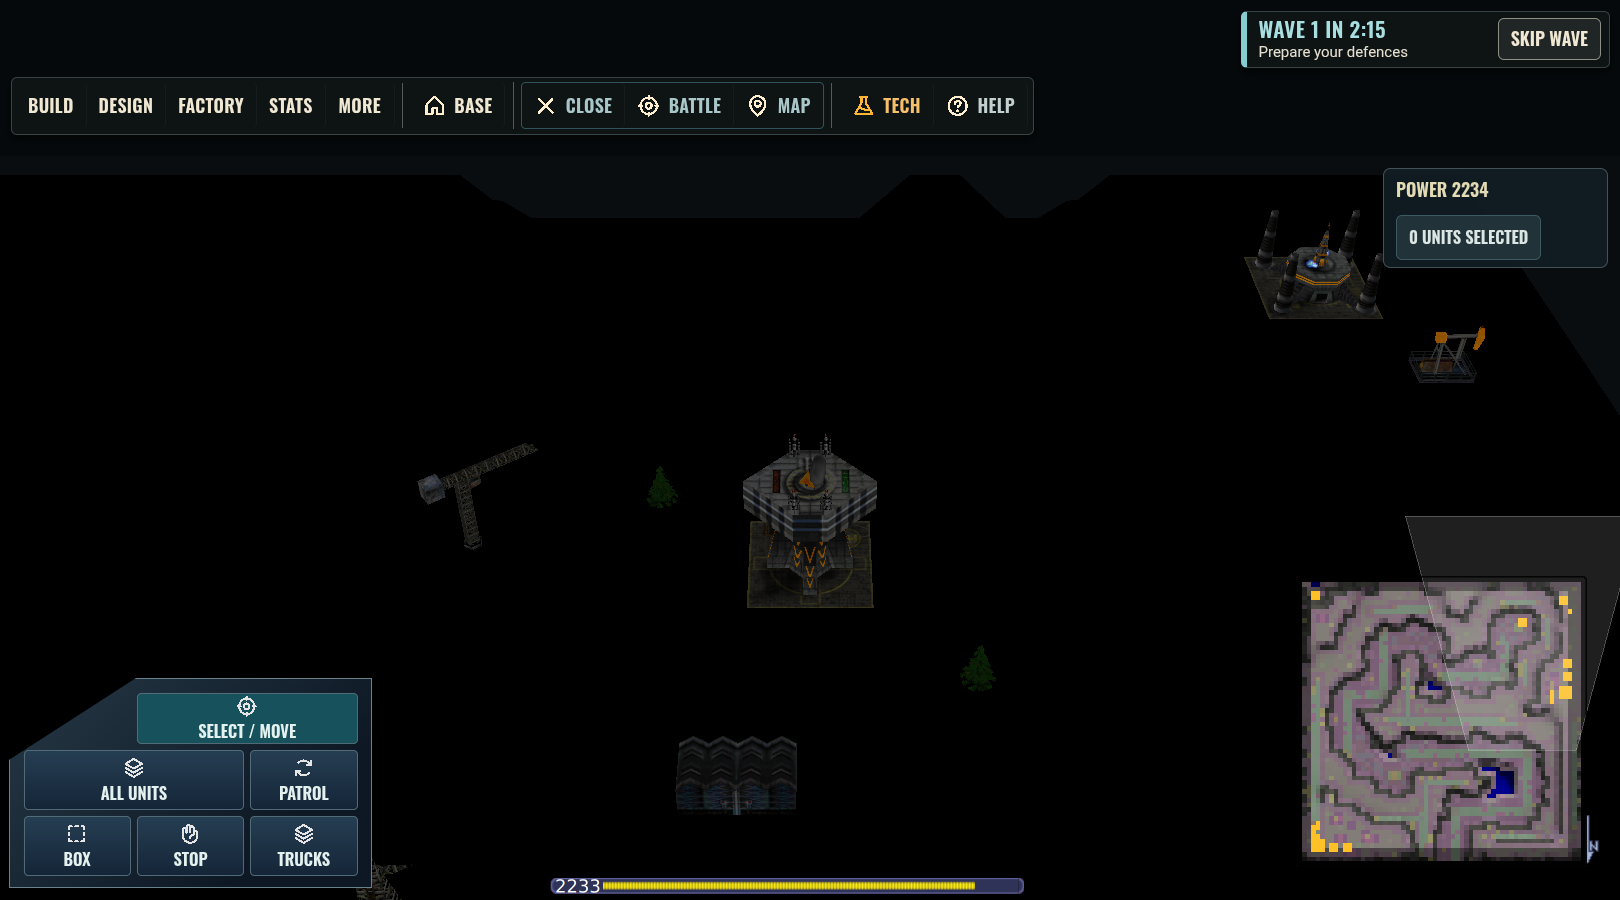 WAVE 1 IN 2:15
Prepare your defences
SKIP WAVE
BUILD
DESIGN
FACTORY
STATS
MORE
BASE
CLOSE
BATTLE
MAP
TECH
HELP
POWER 2234
0 UNITS SELECTED
SELECT / MOVE
ALL UNITS
PATROL
BOX
STOP
TRUCKS
2233
N